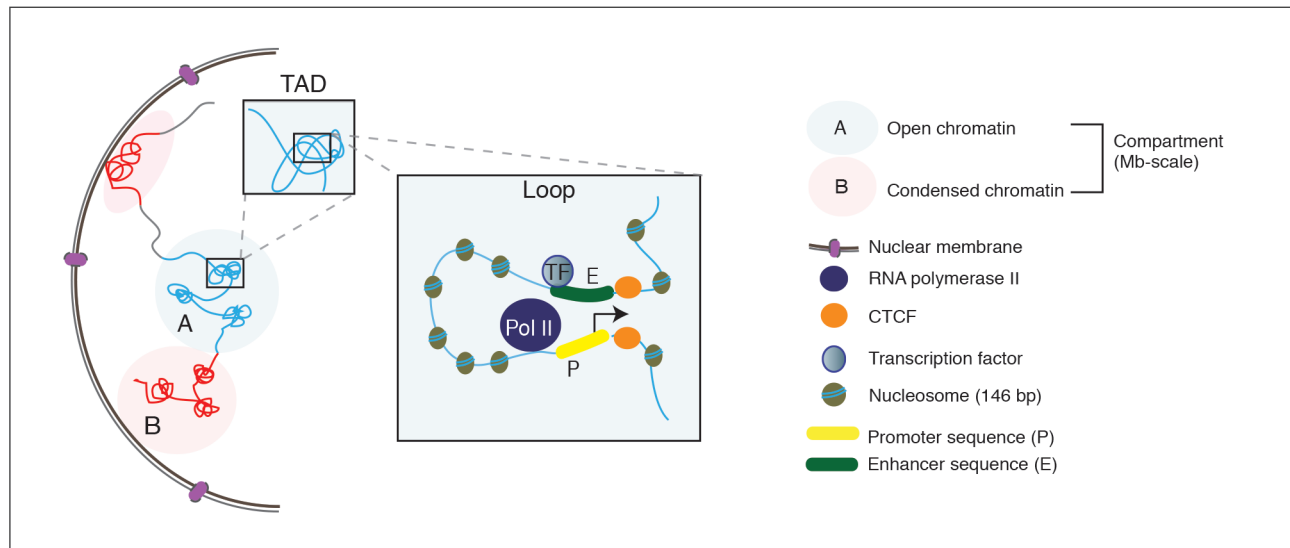 TAD
A
B
Loop
TF
E
Pol II
P
A
Open chromatin
B
Condensed chromatin
Compartment
(Mb-scale)
Nuclear membrane
RNA polymerase II
CTCF
Transcription factor
Nucleosome (146 bp)
Promoter sequence (P)
Enhancer sequence (E)